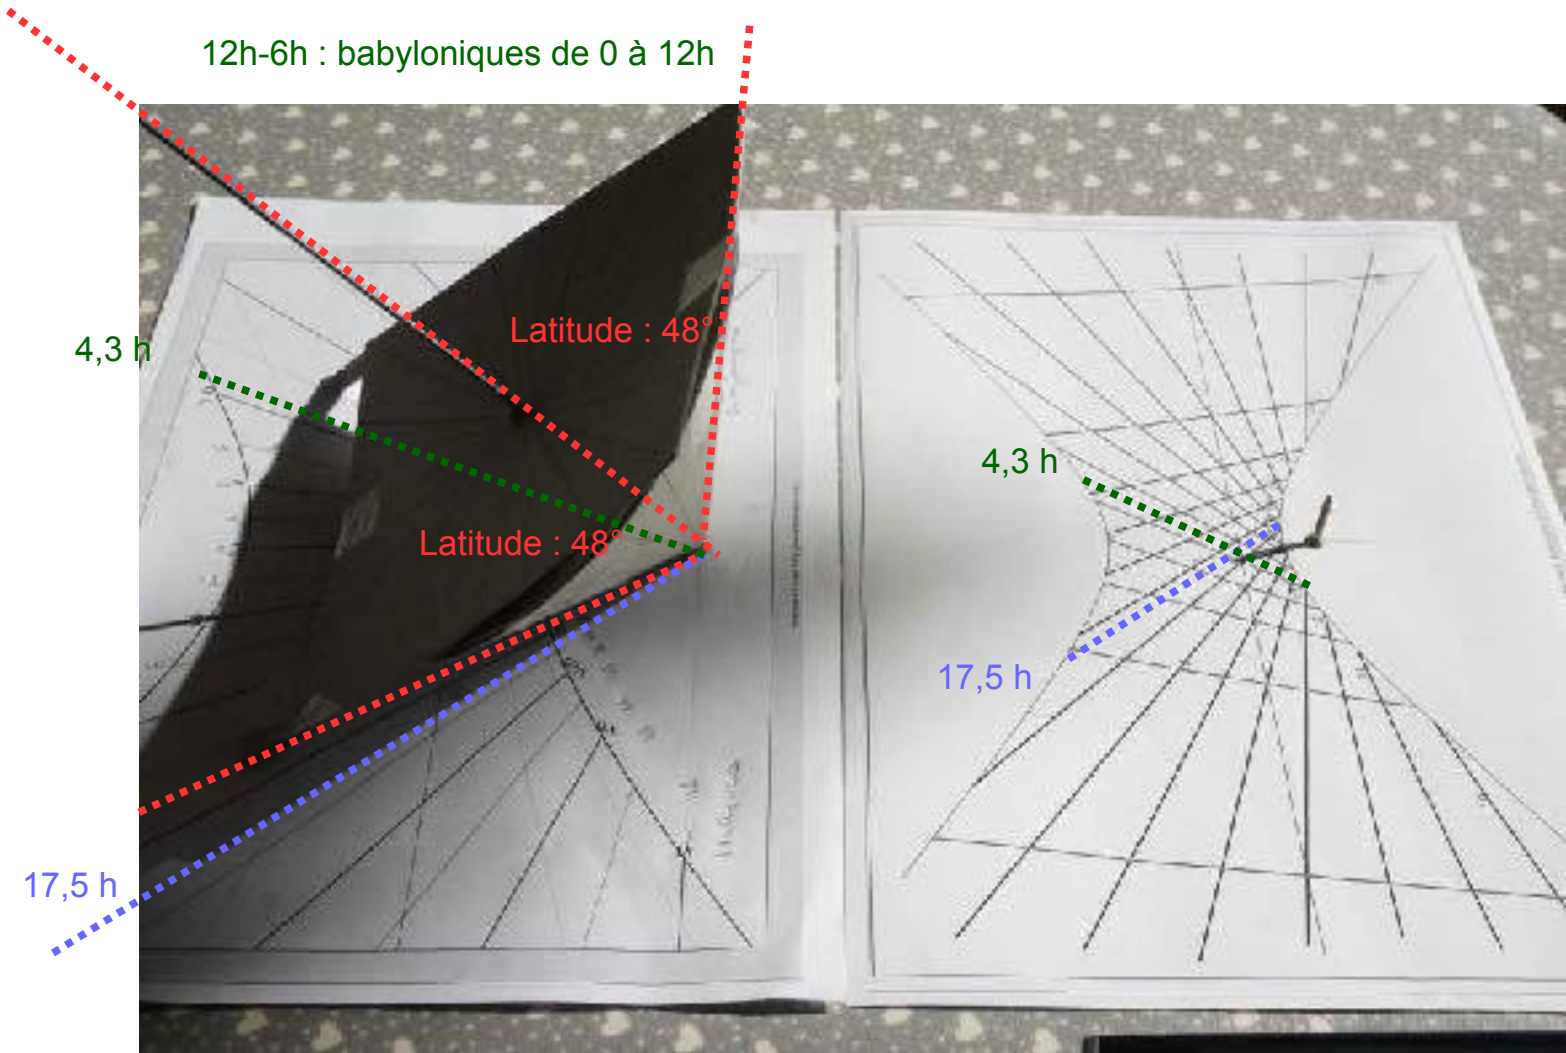 12h-6h : babyloniques de 0 à 12h
Latitude : 48°
4,3 h
Latitude : 48°
4,3 h
17,5 h
17,5 h